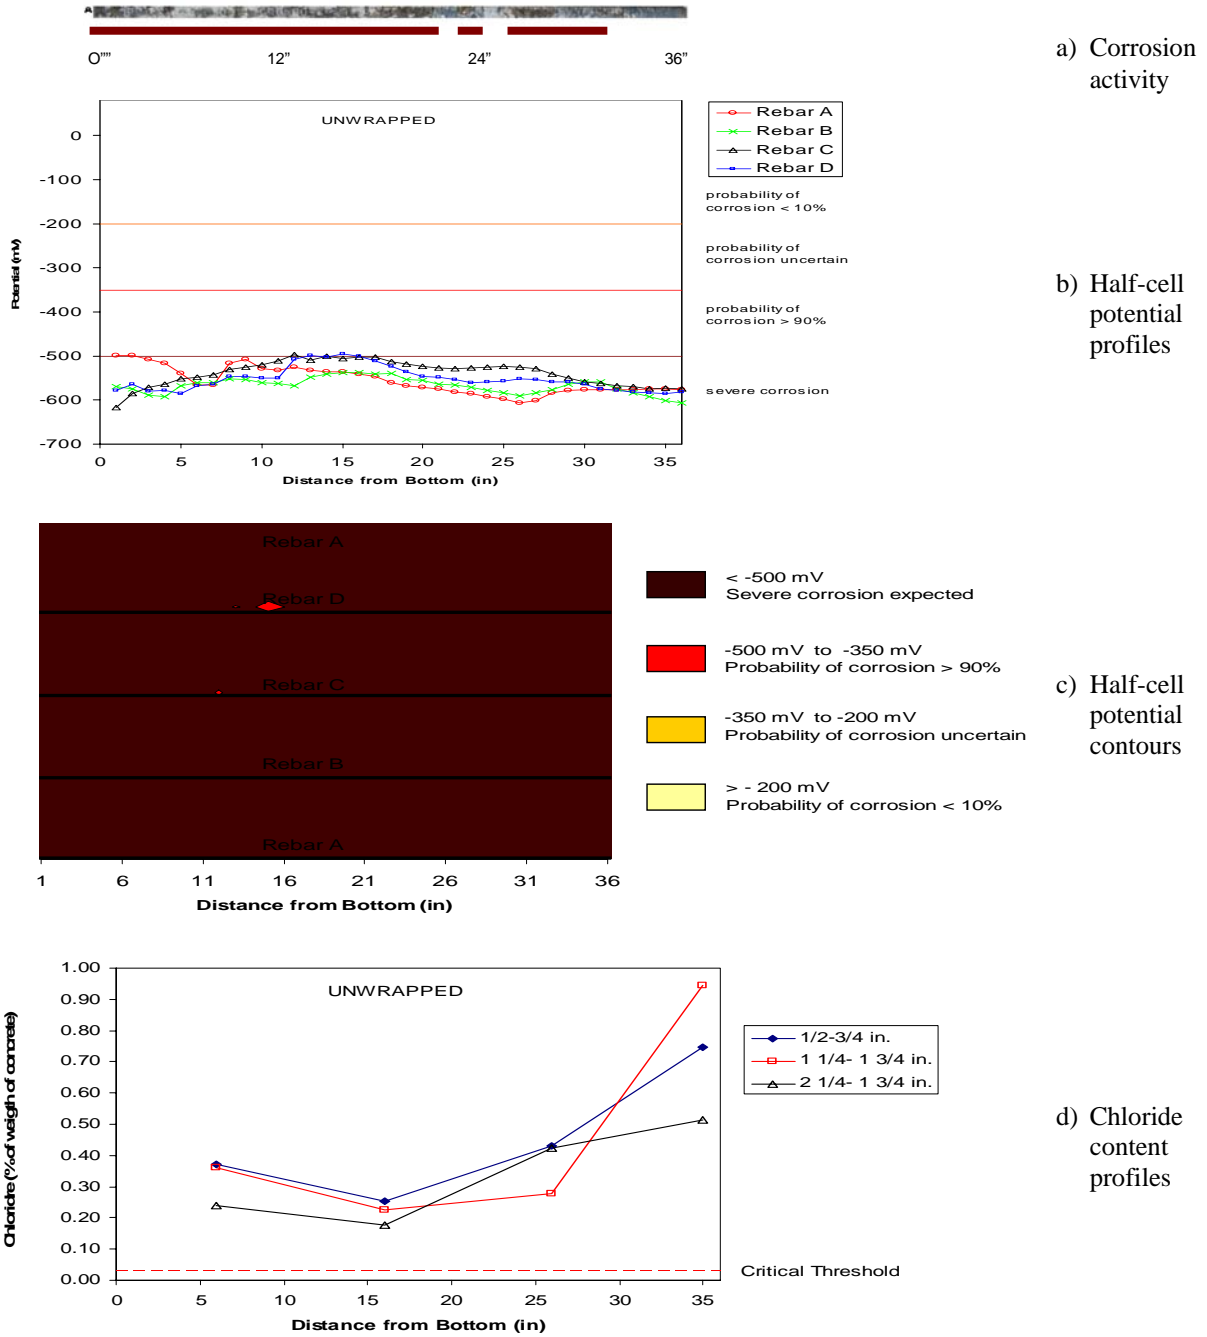 A
O""" 12" 24" 36"
a) Corrosion
activity
UNWRAPPED
Rebar A
Rebar B
Rebar C
Rebar D
0
-100
-200
-300
-400
-500
-600
-700
Potential (mV)
probability of
corrosion < 10%
probability of
corrosion uncertain
probability of
corrosion > 90%
severe corrosion
0 5 10 15 20 25 30 35
Distance from Bottom (in)
b) Half-cell
potential
profiles
Rebar A
Rebar D
Rebar C
Rebar B
Rebar A
1 6 11 16 21 26 31 36
Distance from Bottom (in)
< -500 mV
Severe corrosion expected
-500 mV to -350 mV
Probability of corrosion > 90%
-350 mV to -200 mV
Probability of corrosion uncertain
> - 200 mV
Probability of corrosion < 10%
c) Half-cell
potential
contours
1.00
0.90
0.80
0.70
0.60
0.50
0.40
0.30
0.20
0.10
0.00
Chloridre (% of weigth of concrete)
UNWRAPPED
1/2-3/4 in.
1 1/4- 1 3/4 in.
2 1/4- 1 3/4 in.
Critical Threshold
0 5 10 15 20 25 30 35
Distance from Bottom (in)
d) Chloride
content
profiles